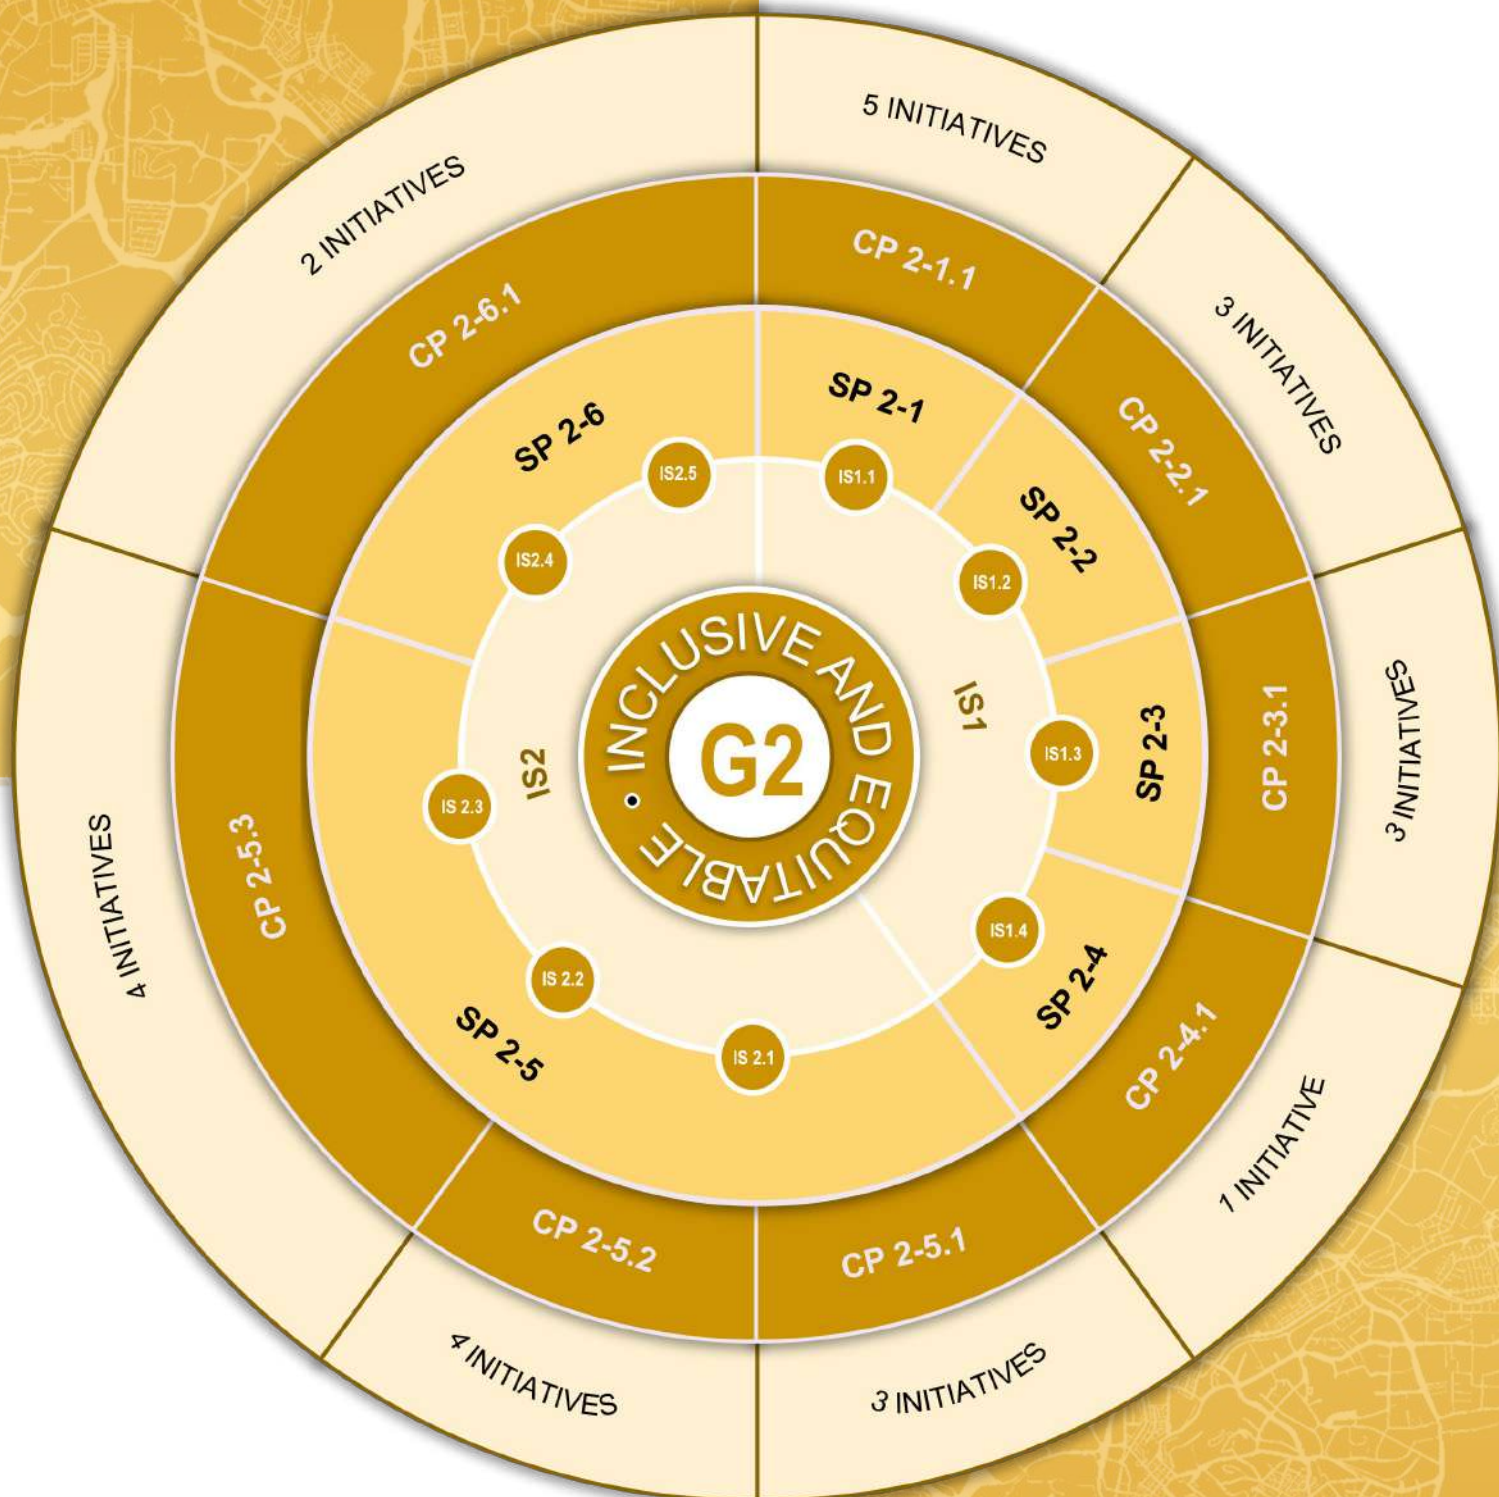 G2
INCLUSIVE AND EQUITABLE •
IS1
IS2
IS1.1
IS1.2
IS1.3
IS1.4
IS 2.1
IS 2.2
IS 2.3
IS2.4
IS2.5
SP 2-1
SP 2-2
SP 2-3
SP 2-4
SP 2-5
SP 2-6
CP 2-1.1
CP 2-2.1
CP 2-3.1
CP 2-4.1
CP 2-5.1
CP 2-5.2
CP 2-5.3
CP 2-6.1
5 INITIATIVES
3 INITIATIVES
3 INITIATIVES
1 INITIATIVE
3 INITIATIVES
4 INITIATIVES
4 INITIATIVES
2 INITIATIVES